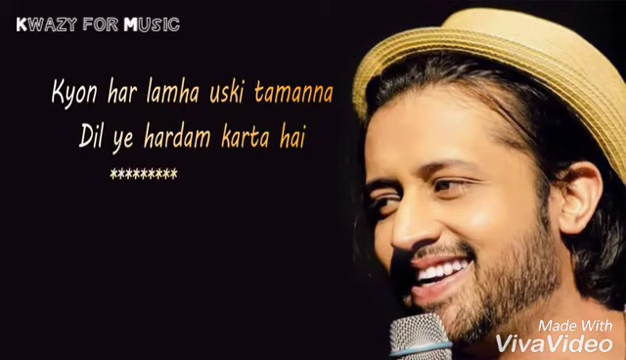 KWAZY FOR MUSIC
Kyon har lamha uski tamanna
Dil ye hardam karta hai
*********
Made With
VivaVideo